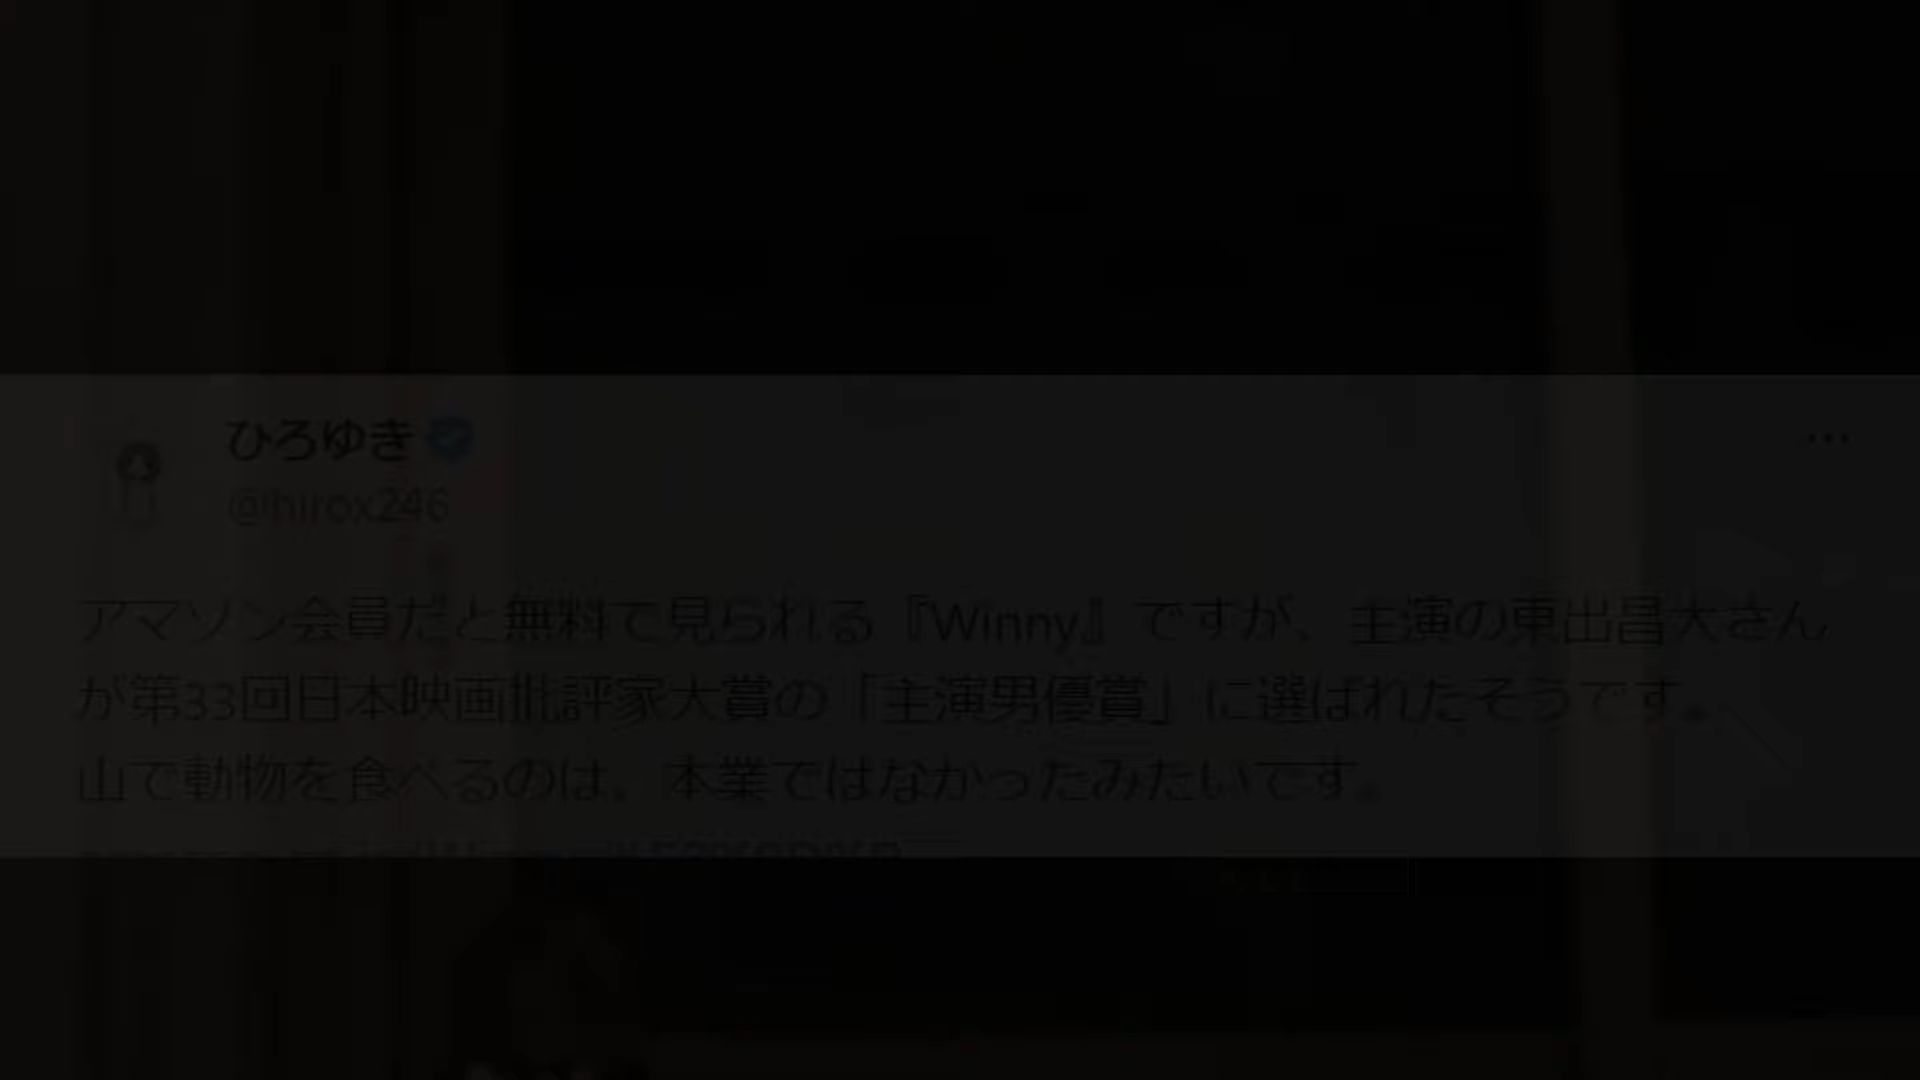 ひろゆき
@hirox246
アマゾン会員だと無料で見られる『Winny』ですが、主演の東出昌大さん
が第33回日本映画批評家大賞の「主演男優賞」に選ばれたそうです。
山で動物を食べるのは、本業ではなかったみたいです。